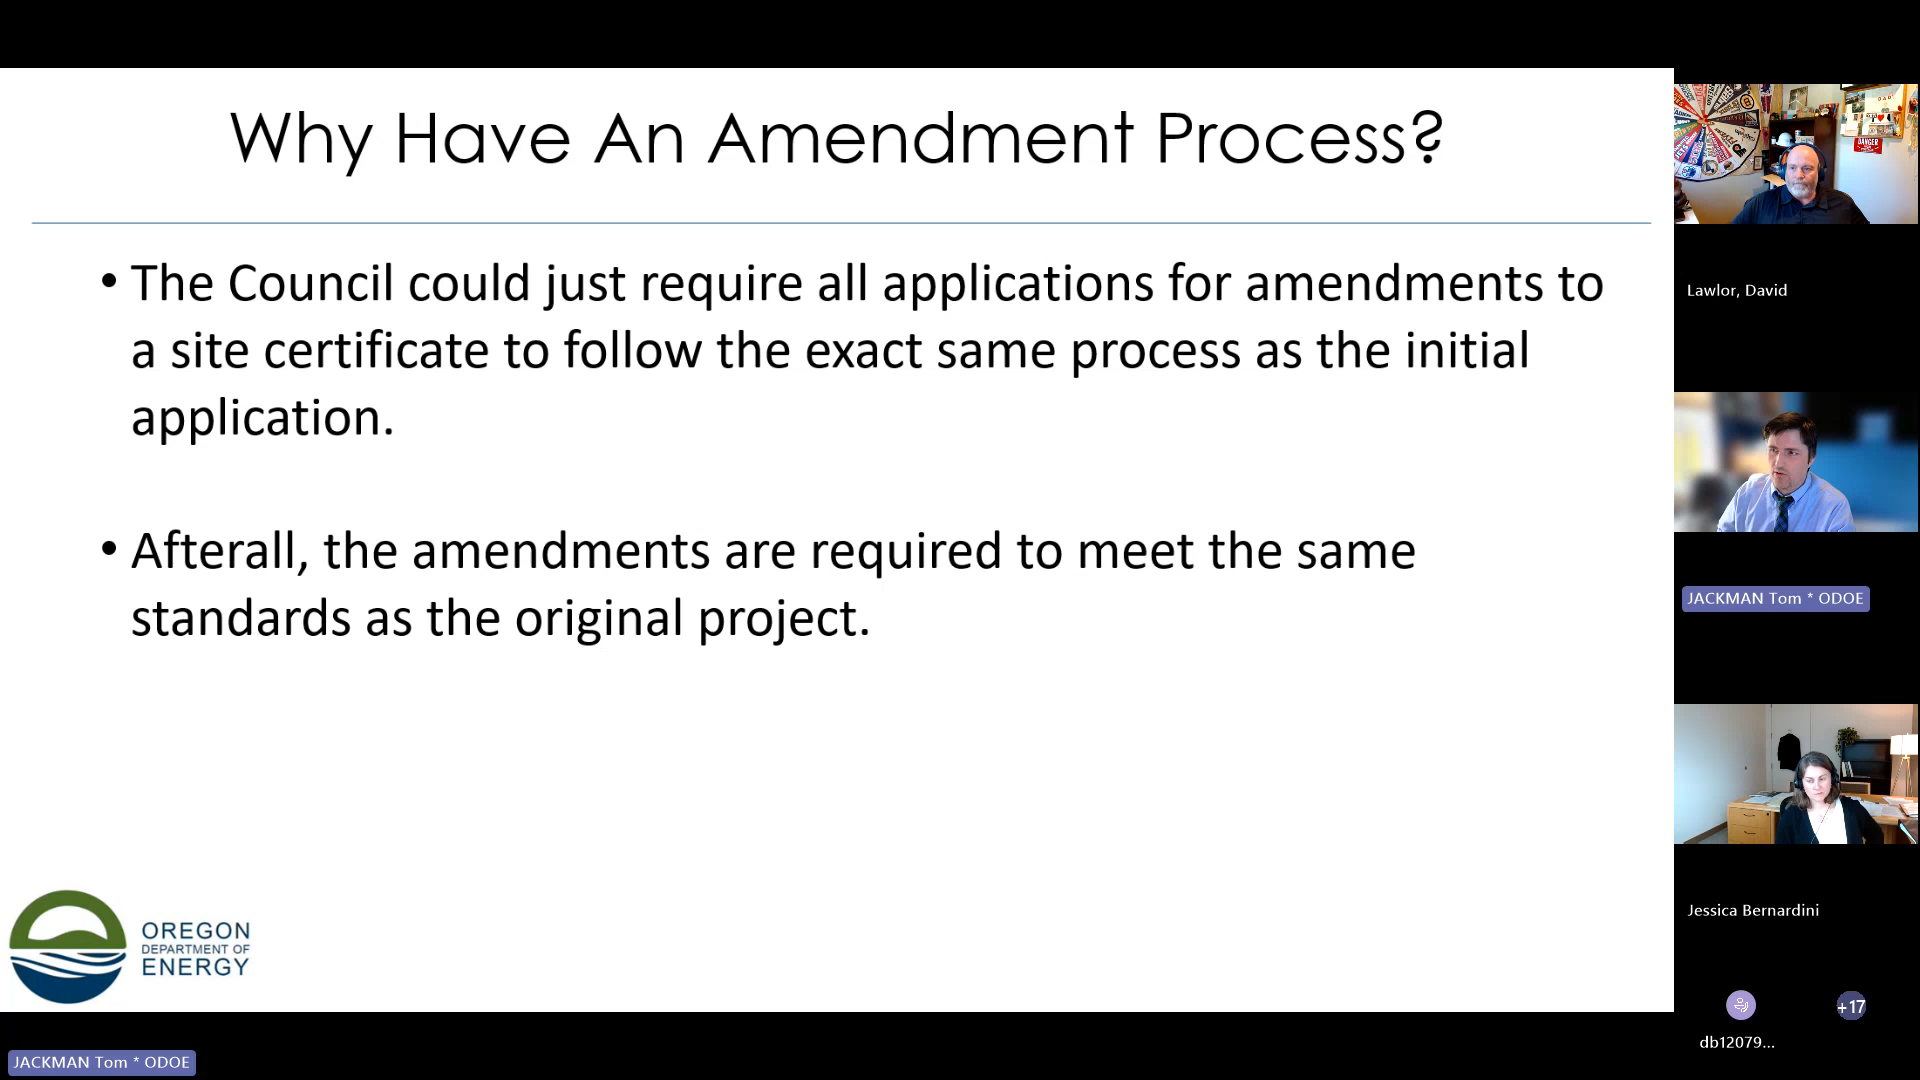 Why Have An Amendment Process?
• The Council could just require all applications for amendments to
a site certificate to follow the exact same process as the initial
application.
• Afterall, the amendments are required to meet the same
standards as the original project.
OREGON
DEPARTMENT OF
ENERGY
JACKMAN Tom * ODOE
DANGER
Lawlor, David
JACKMAN Tom * ODOE
Jessica Bernardini
+17
db12079...